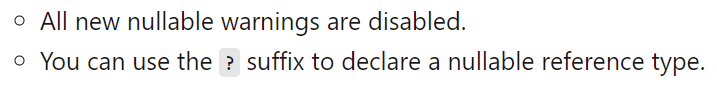 All new nullable warnings are disabled.
You can use the ? suffix to declare a nullable reference type.